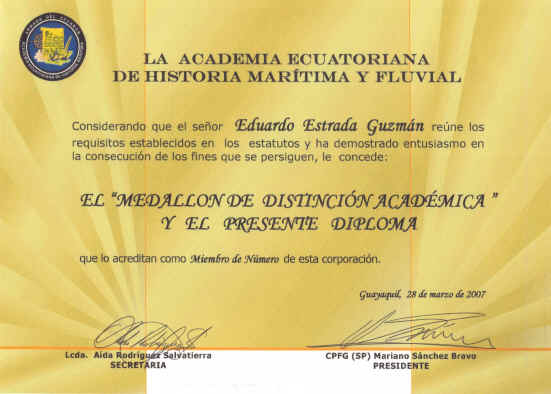 LA ACADEMIA ECUATORIANA
DE HISTORIA MARÍTIMA Y FLUVIAL
Considerando que el señor Eduardo Estrada Guzmán reúne los
requisitos establecidos en los estatutos y ha demostrado entusiasmo en
la consecución de los fines que se persiguen, le concede:
EL "MEDALLON DE DISTINCIÓN ACADÉMICA"
Y EL PRESENTE DIPLOMA
que lo acreditan como Miembro de Número de esta corporación.
Guayaquil, 28 de marzo de 2007
Lcda. Aida Rodríguez Salvatierra
SECRETARIA
CPFG (SP) Mariano Sánchez Bravo
PRESIDENTE